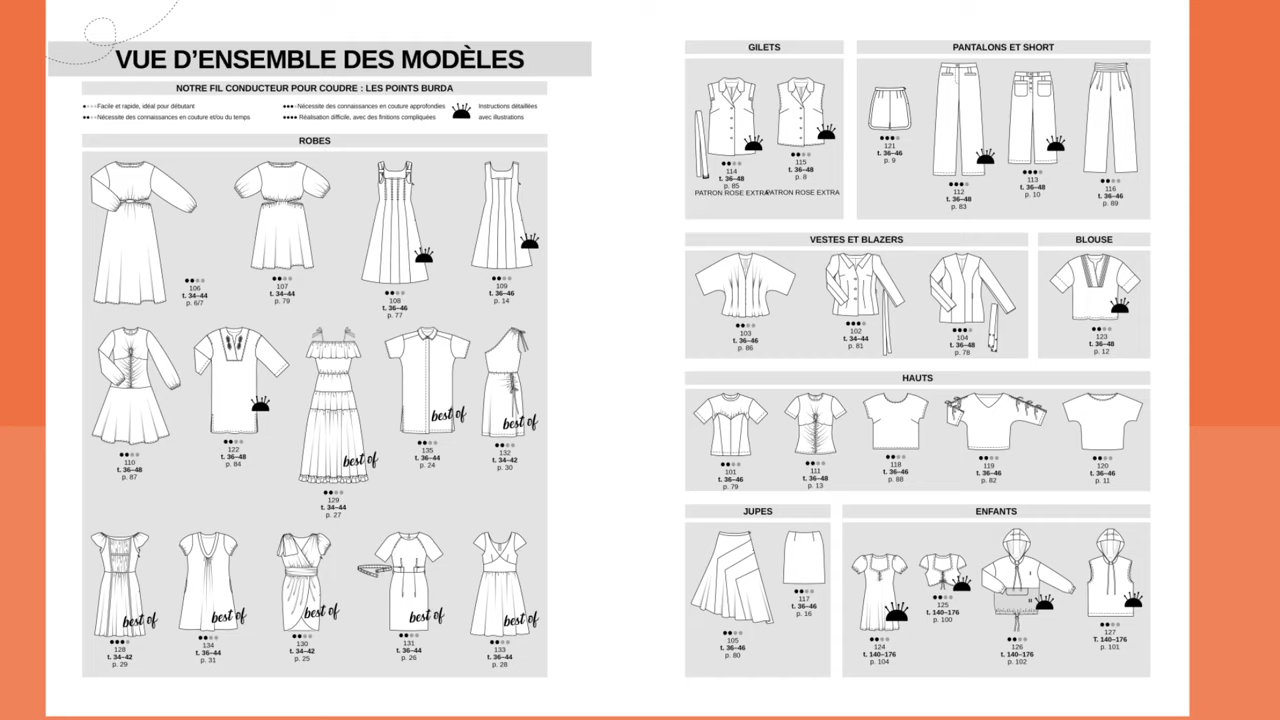 VUE D'ENSEMBLE DES MODÈLES
NOTRE FIL CONDUCTEUR POUR COUDRE : LES POINTS BURDA
Facile et rapide, idéal pour débutant
Nécessite des connaissances en couture et/ou du temps
Nécessite des connaissances en couture approfondies
Réalisation difficile, avec des finitions compliquées
Instructions détaillées
avec illustrations
ROBES
106
t. 34–44
p. 6/7
107
t. 34–44
p. 79
108
t. 36–46
p. 77
109
t. 36–46
p. 14
110
t. 36–48
p. 87
122
t. 36–48
p. 84
best of
129
t. 34–44
p. 27
best of
135
t. 36–44
p. 24
best of
132
t. 34–42
p. 30
best of
128
t. 34–42
p. 29
best of
134
t. 36–44
p. 31
best of
130
t. 34–42
p. 25
best of
131
t. 36–44
p. 26
best of
133
t. 36–44
p. 28
GILETS
114
t. 36–48
p. 85
PATRON ROSE EXTRA
115
t. 36–48
p. 8
PATRON ROSE EXTRA
PANTALONS ET SHORT
121
t. 36–46
p. 9
112
t. 36–48
p. 83
113
t. 36–48
p. 10
116
t. 36–46
p. 89
VESTES ET BLAZERS
103
t. 36–46
p. 86
102
t. 34–44
p. 81
104
t. 36–48
p. 78
BLOUSE
123
t. 36–48
p. 12
HAUTS
101
t. 36–46
p. 79
111
t. 36–48
p. 13
118
t. 36–46
p. 88
119
t. 36–46
p. 82
120
t. 36–46
p. 11
JUPES
105
t. 36–46
p. 80
117
t. 36–46
p. 16
ENFANTS
124
t. 140–176
p. 104
125
t. 140–176
p. 100
126
t. 140–176
p. 102
127
T. 140–176
p. 101